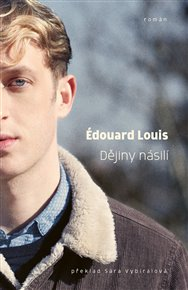 román
Édouard Louis
Dějiny násilí
překlad Sára Vybíralová